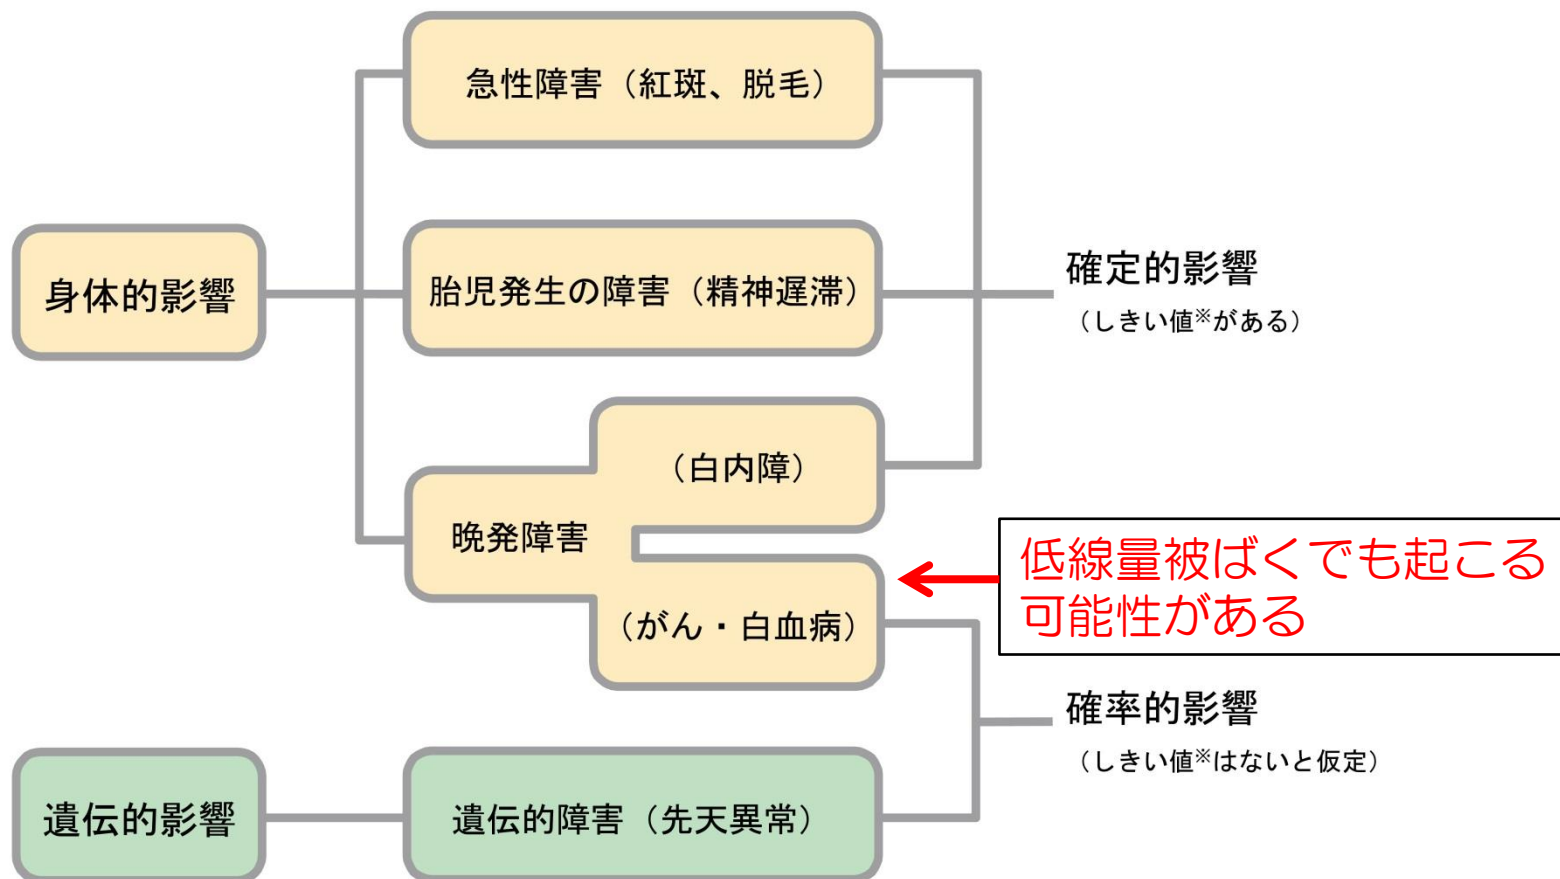 急性障害（紅斑、脱毛）
身体的影響
胎児発生の障害（精神遅滞）
確定的影響
（しきい値※がある）
（白内障）
晩発障害
（がん・白血病）
低線量被ばくでも起こる
可能性がある
確率的影響
（しきい値※はないと仮定）
遺伝的影響
遺伝的障害（先天異常）